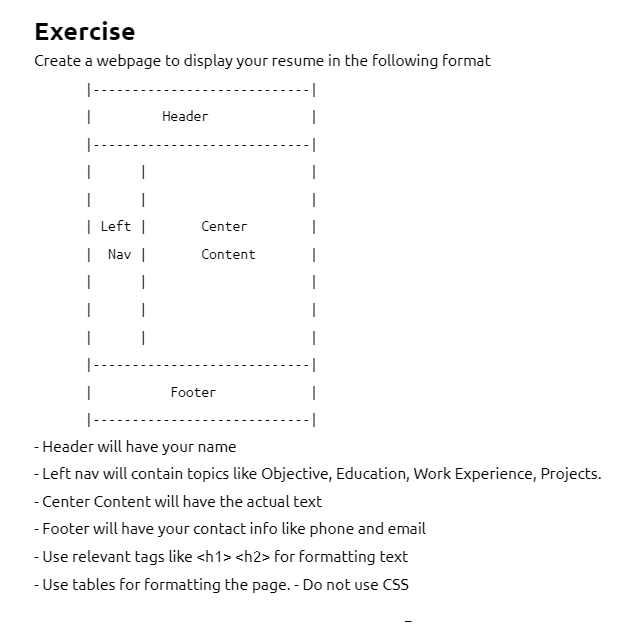 Exercise
Create a webpage to display your resume in the following format
|----------------------------|
|         Header             |
|----------------------------|
|      |                     |
|      |                     |
| Left |       Center        |
|  Nav |       Content       |
|      |                     |
|      |                     |
|      |                     |
|----------------------------|
|          Footer            |
|----------------------------|
- Header will have your name
- Left nav will contain topics like Objective, Education, Work Experience, Projects.
- Center Content will have the actual text
- Footer will have your contact info like phone and email
- Use relevant tags like <h1> <h2> for formatting text
- Use tables for formatting the page. - Do not use CSS